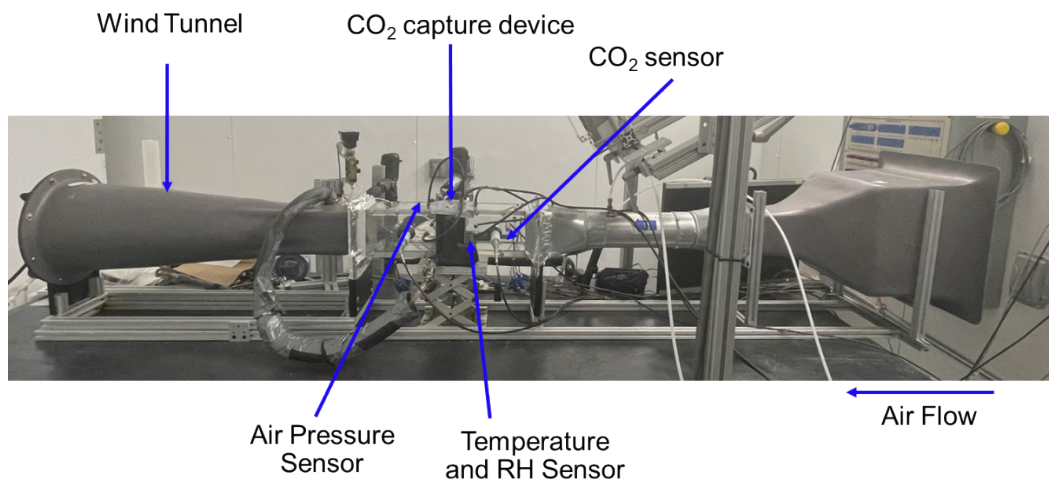 Wind Tunnel
CO₂ capture device
CO₂ sensor
Air Pressure
Sensor
Temperature
and RH Sensor
Air Flow